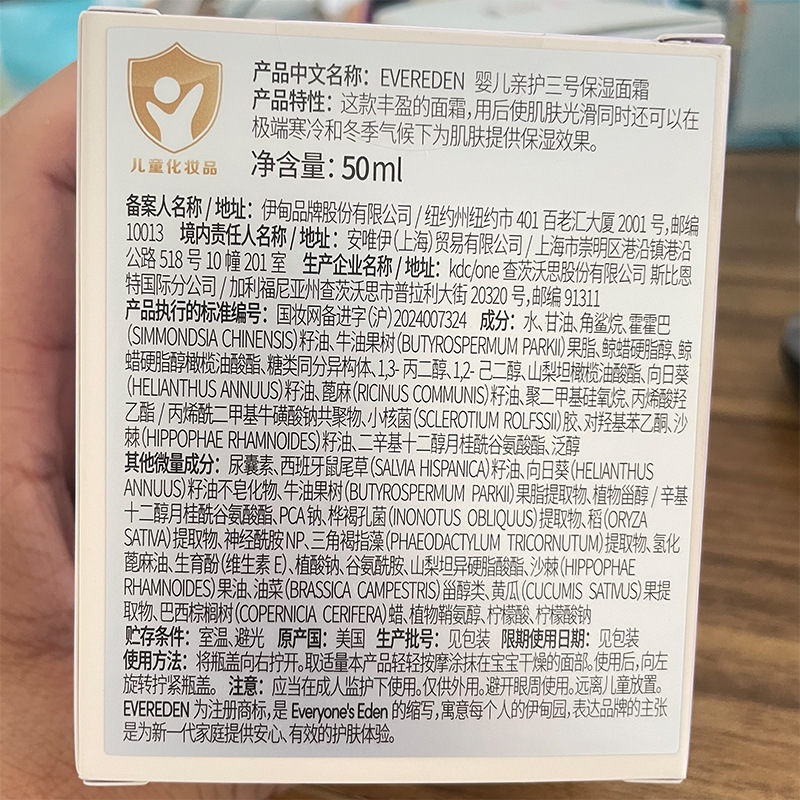 儿童化妆品
产品中文名称：EVEREDEN 婴儿亲护三号保湿面霜
产品特性：这款丰盈的面霜，用后使肌肤光滑同时还可以在
极端寒冷和冬季气候下为肌肤提供保湿效果。
净含量：50ml
备案人名称/地址：伊甸品牌股份有限公司/纽约州纽约市 401 百老汇大厦 2001 号，邮编
10013 境内责任人名称/地址：安唯伊(上海)贸易有限公司/上海市崇明区港沿镇港沿
公路 518 号 10 幢 201 室 生产企业名称/地址：kdc/one 查茨沃思股份有限公司 斯比恩
特国际分公司/加利福尼亚州查茨沃思市普拉利大街 20320 号，邮编 91311
产品执行的标准编号：国妆网备进字(沪)2024007324 成分：水、甘油、角鲨烷、霍霍巴
(SIMMONDSIA CHINENSIS)籽油、牛油果树(BUTYROSPERMUM PARKII)果脂、鲸蜡硬脂醇、鲸
蜡硬脂醇橄榄油酸酯、糖类同分异构体、1,3-丙二醇、1,2-己二醇、山梨坦橄榄油酸酯、向日葵
(HELIANTHUS ANNUUS)籽油、蓖麻(RICINUS COMMUNIS)籽油、聚二甲基硅氧烷、丙烯酸羟
乙酯/丙烯酰二甲基牛磺酸钠共聚物、小核菌(SCLEROTIUM ROLFSSII)胶、对羟基苯乙酮、沙
棘(HIPPOPHAE RHAMNOIDES)籽油、二辛基十二醇月桂酰谷氨酸酯、泛醇
其他微量成分：尿囊素、西班牙鼠尾草(SALVIA HISPANICA)籽油、向日葵(HELIANTHUS
ANNUUS)籽油不皂化物、牛油果树(BUTYROSPERMUM PARKII)果脂提取物、植物甾醇/辛基
十二醇月桂酰谷氨酸酯、PCA 钠、桦褐孔菌(INONOTUS OBLIQUUS)提取物、稻(ORYZA
SATIVA)提取物、神经酰胺 NP、三角褐指藻(PHAEODACTYLUM TRICORNUTUM)提取物、氢化
蓖麻油、生育酚(维生素 E)、植酸钠、谷氨酰胺、山梨坦异硬脂酸酯、沙棘(HIPPOPHAE
RHAMNOIDES)果油、油菜(BRASSICA CAMPESTRIS)甾醇类、黄瓜(CUCUMIS SATIVUS)果提
取物、巴西棕榈树(COPERNICIA CERIFERA)蜡、植物鞘氨醇、柠檬酸、柠檬酸钠
贮存条件：室温、避光 原产国：美国 生产批号：见包装 限期使用日期：见包装
使用方法：将瓶盖向右拧开。取适量本产品轻轻按摩涂抹在宝宝干燥的面部。使用后，向左
旋转拧紧瓶盖。 注意：应当在成人监护下使用。仅供外用。避开眼周使用。远离儿童放置。
EVEREDEN 为注册商标，是 Everyone's Eden 的缩写，寓意每个人的伊甸园，表达品牌的主张
是为新一代家庭提供安心、有效的护肤体验。